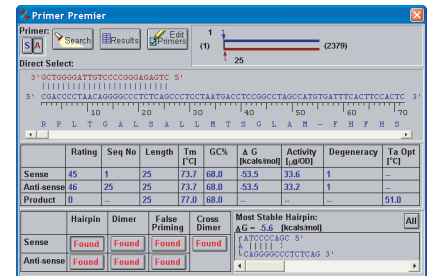 Primer Premier
Primer:
S A Search Results Edit Primers
1
(1) (2379)
25
Direct Select:
3' GCTGGGGATTGTCCCCGGGAGAGTC 5'
5' CGACCCCTAACAGGGGCCCTCTCAGCCCTCCTAATGACCTCCGGCCTAGCCATGTGATTTCACTTCCACTC 3'
10 20 30 40 50 60 70
R P L T G A L S A L L M T S G L A M - F H F H S
Rating Seq No Length Tm [°C] GC% Δ G [kcals/mol] Activity [µg/OD] Degeneracy Ta Opt [°C]
Sense 45 1 25 73.7 68.0 -53.5 33.6 1 --
Anti-sense 46 25 25 73.7 68.0 -53.5 33.2 1 --
Product 0 -- 25 77.0 68.0 -- -- -- 51.0
Hairpin Dimer False Priming Cross Dimer
Most Stable Hairpin: All
ΔG = -5.6 [kcals/mol]
Sense Found Found Found Found
Anti-sense Found Found Found
ATCCCCAGC 5'
A
CAGGGGCCCTCTCAG 3'